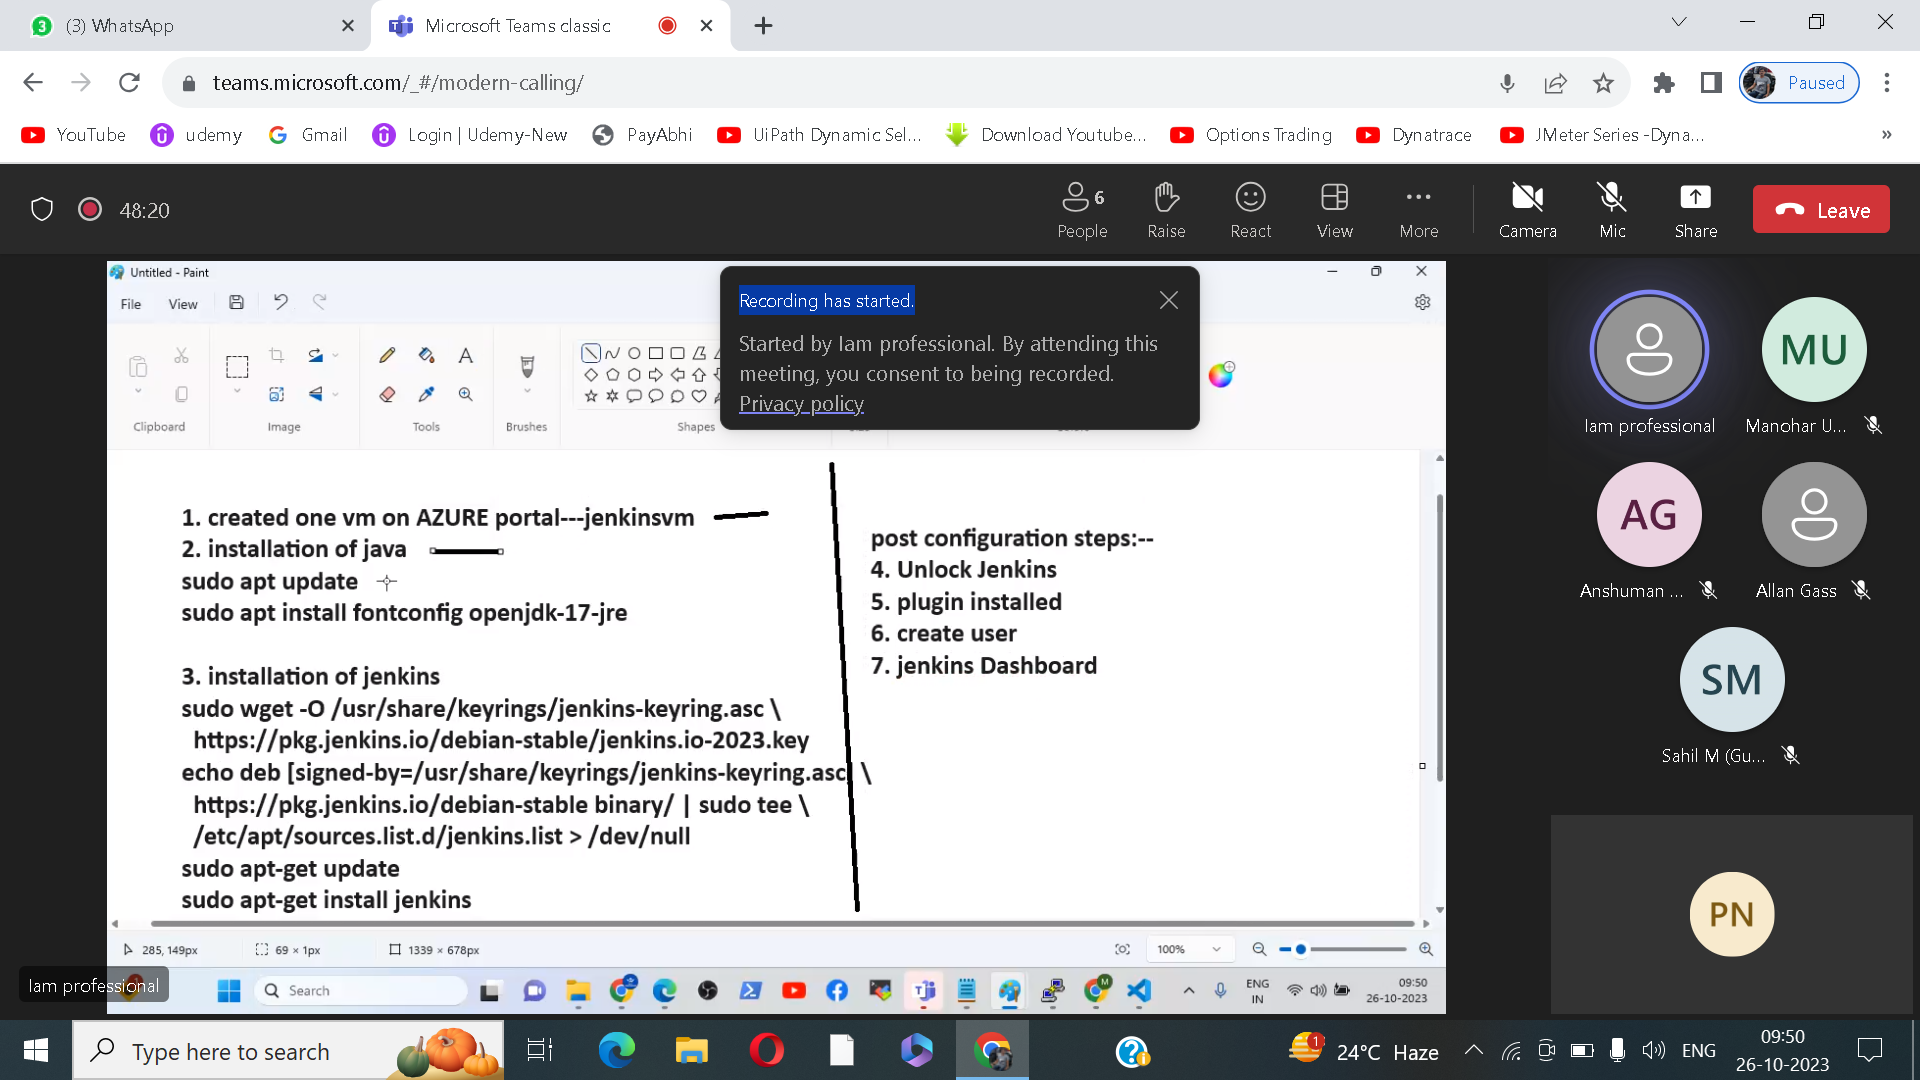 (3) WhatsApp
Microsoft Teams classic
teams.microsoft.com/_#/modern-calling/
Paused
YouTube
udemy
Gmail
Login | Udemy-New
PayAbhi
UiPath Dynamic Sel...
Download Youtube...
Options Trading
Dynatrace
JMeter Series -Dyna...
»
48:20
6
People
Raise
React
View
More
Camera
Mic
Share
Leave
Untitled - Paint
File
View
Clipboard
Image
Tools
Brushes
Shapes
Recording has started.
Started by Iam professional. By attending this
meeting, you consent to being recorded.
Privacy policy
1. created one vm on AZURE portal---jenkinsvm
2. installation of java
sudo apt update
sudo apt install fontconfig openjdk-17-jre
3. installation of jenkins
sudo wget -O /usr/share/keyrings/jenkins-keyring.asc \
https://pkg.jenkins.io/debian-stable/jenkins.io-2023.key
echo deb [signed-by=/usr/share/keyrings/jenkins-keyring.asc] \
https://pkg.jenkins.io/debian-stable binary/ | sudo tee \
/etc/apt/sources.list.d/jenkins.list > /dev/null
sudo apt-get update
sudo apt-get install jenkins
post configuration steps:--
4. Unlock Jenkins
5. plugin installed
6. create user
7. jenkins Dashboard
285, 149px
69 × 1px
1339 × 678px
100%
Search
ENG
IN
09:50
26-10-2023
Iam professional
Iam professional
MU
Manohar U...
AG
Anshuman ...
Allan Gass
SM
Sahil M (Gu...
PN
Type here to search
1
24°C Haze
ENG
09:50
26-10-2023